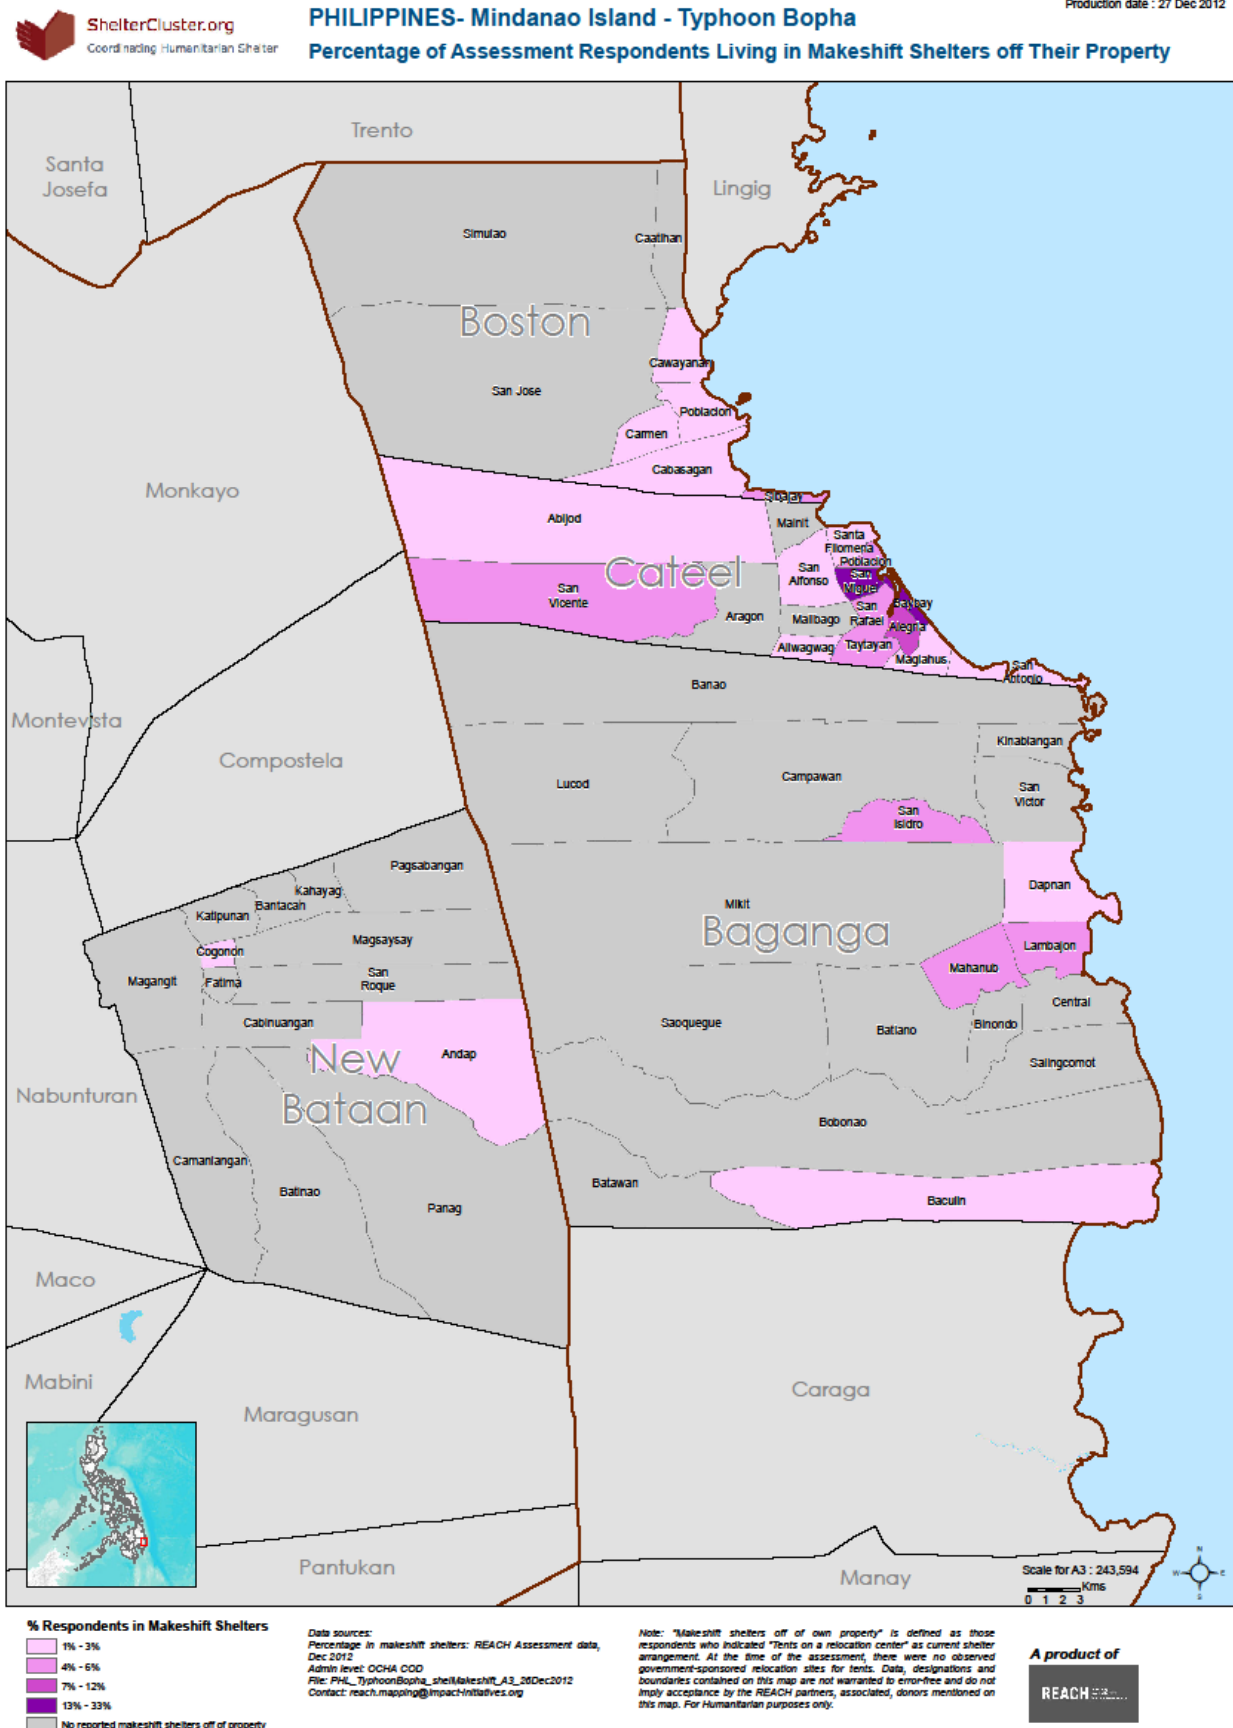 Production date : 27 Dec 2012
ShelterCluster.org
Coordinating Humanitarian Shelter
PHILIPPINES- Mindanao Island - Typhoon Bopha
Percentage of Assessment Respondents Living in Makeshift Shelters off Their Property
Trento
Santa
Josefa
Lingig
Simulao
Caatihan
Boston
Cawayanan
San Jose
Poblacion
Carmen
Cabasagan
Monkayo
Sibajay
Abijod
Mainit
Santa
Filomena
Poblacion
Cateel
San
Alfonso
San
Miguel
San
Vicente
Baybay
San
Rafael
Aragon
Malibago
Alegria
Aliwagwag
Taytayan
Maglahus
San
Antonio
Banao
Montevista
Kinablangan
Compostela
Lucod
Campawan
San
Victor
San
Isidro
Pagsabangan
Dapnan
Kahayag
Bantacan
Mikit
Katipunan
Baganga
Magsaysay
Lambajon
Cogonon
Mahanub
San
Roque
Magangit
Fatima
Central
Cabinuangan
Saoquegue
Batiano
Binondo
New
Bataan
Andap
Salingcomot
Nabunturan
Bobonao
Camanlangan
Batinao
Batawan
Baculin
Panag
Maco
Mabini
Caraga
Maragusan
Pantukan
Manay
Scale for A3 : 243,594
Kms
0 1 2 3
N
W E
S
% Respondents in Makeshift Shelters
1% - 3%
4% - 6%
7% - 12%
13% - 33%
No reported makeshift shelters off of property
Data sources:
Percentage in makeshift shelters: REACH Assessment data,
Dec 2012
Admin level: OCHA COD
File: PHL_TyphoonBopha_shelMakeshift_A3_26Dec2012
Contact: reach.mapping@impact-initiatives.org
Note: "Makeshift shelters off of own property" is defined as those
respondents who indicated "Tents on a relocation center" as current shelter
arrangement. At the time of the assessment, there were no observed
government-sponsored relocation sites for tents. Data, designations and
boundaries contained on this map are not warranted to error-free and do not
imply acceptance by the REACH partners, associated, donors mentioned on
this map. For Humanitarian purposes only.
A product of
REACH